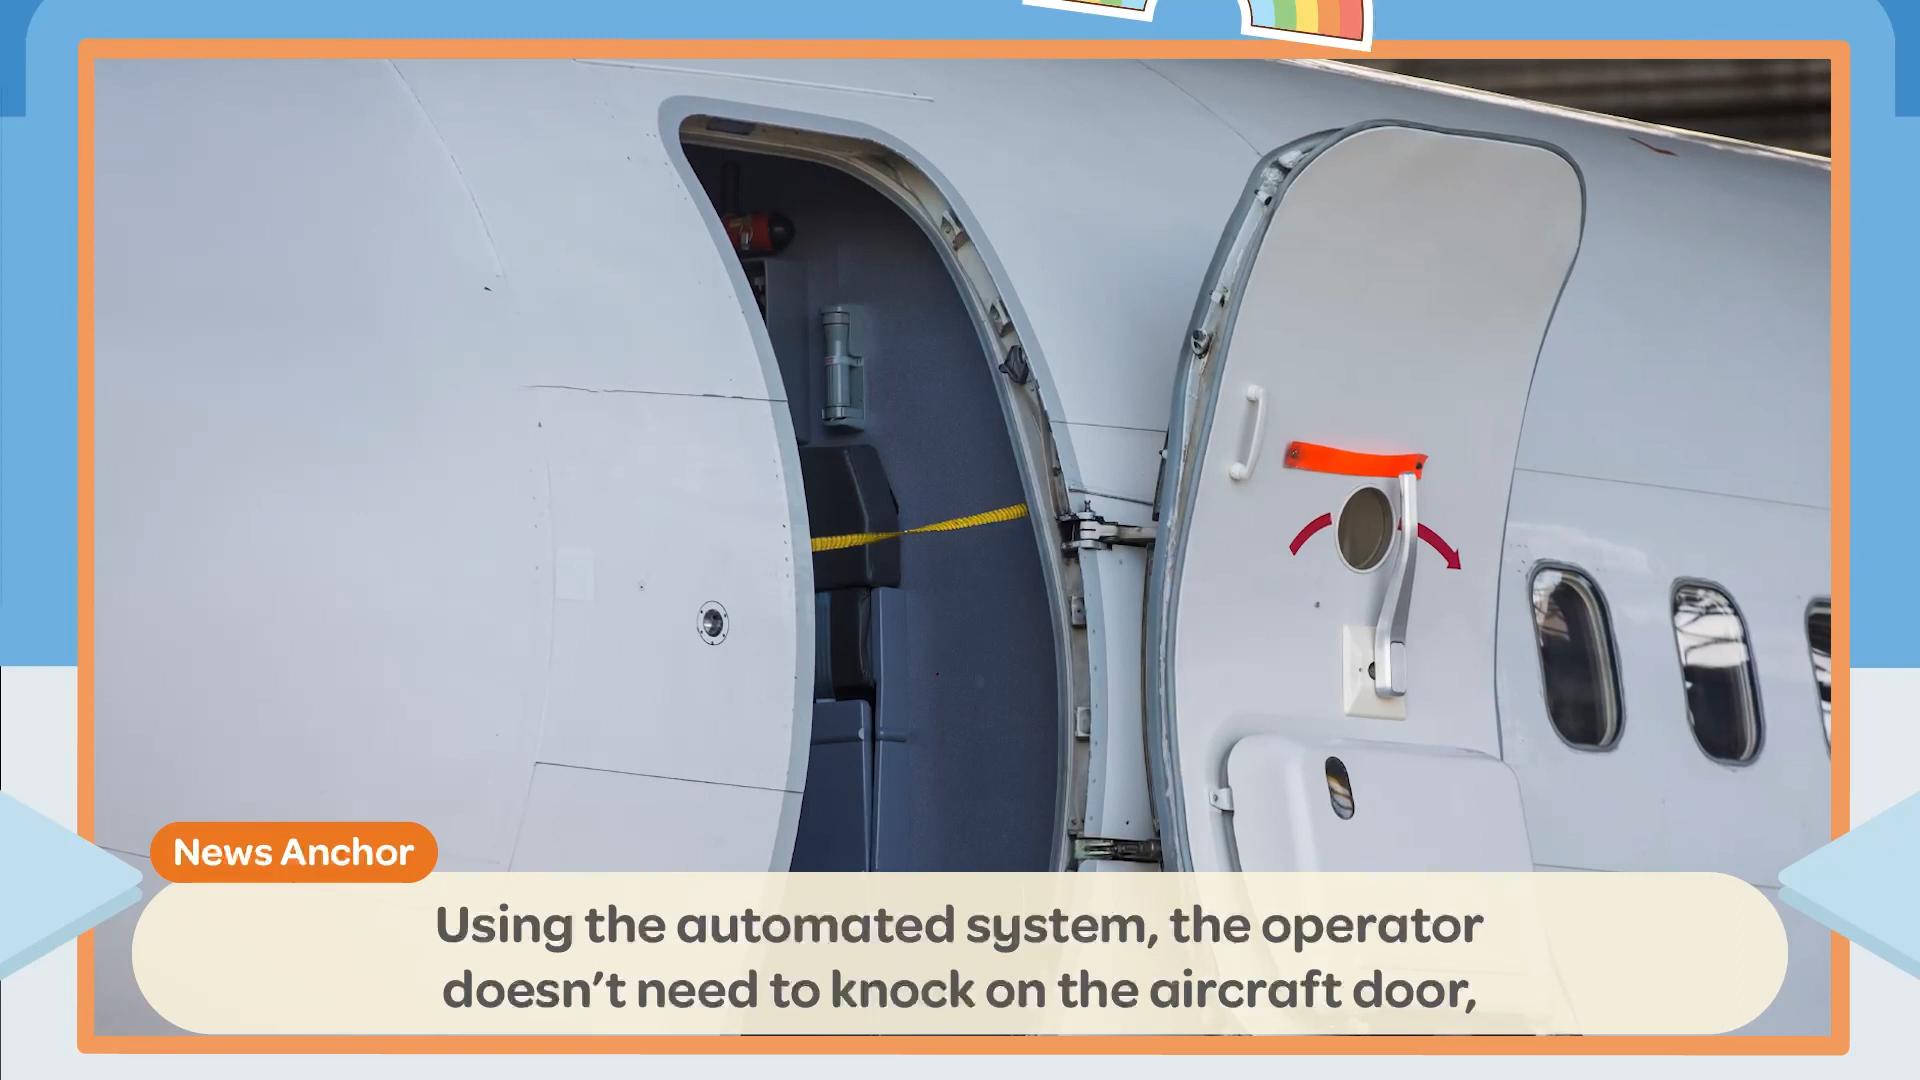 News Anchor
Using the automated system, the operator
doesn't need to knock on the aircraft door,